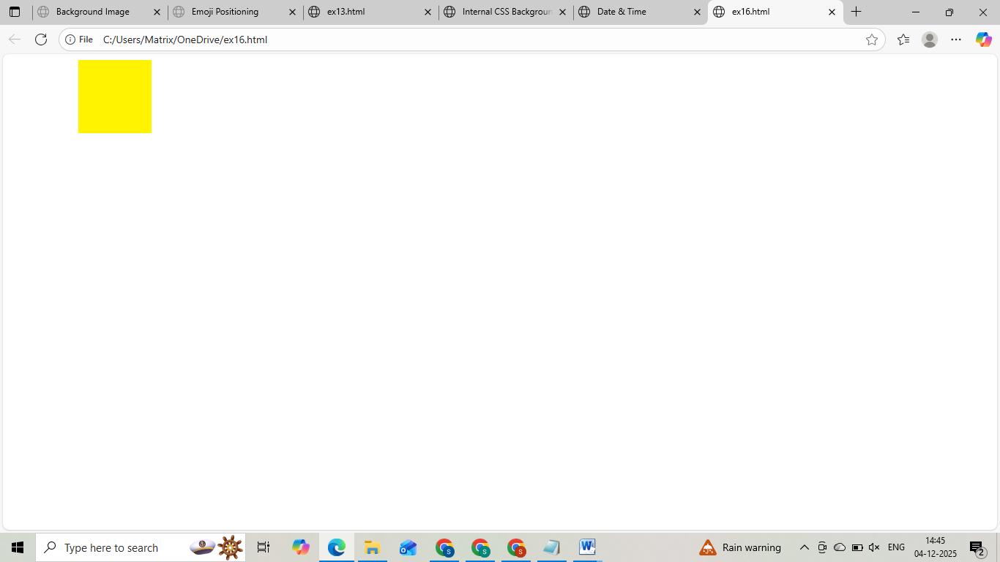 Background Image
Emoji Positioning
ex13.html
Internal CSS Backgroun
Date & Time
ex16.html
File C:/Users/Matrix/OneDrive/ex16.html
Type here to search
S
S
S
W
Rain warning
ENG
14:45
04-12-2025
2